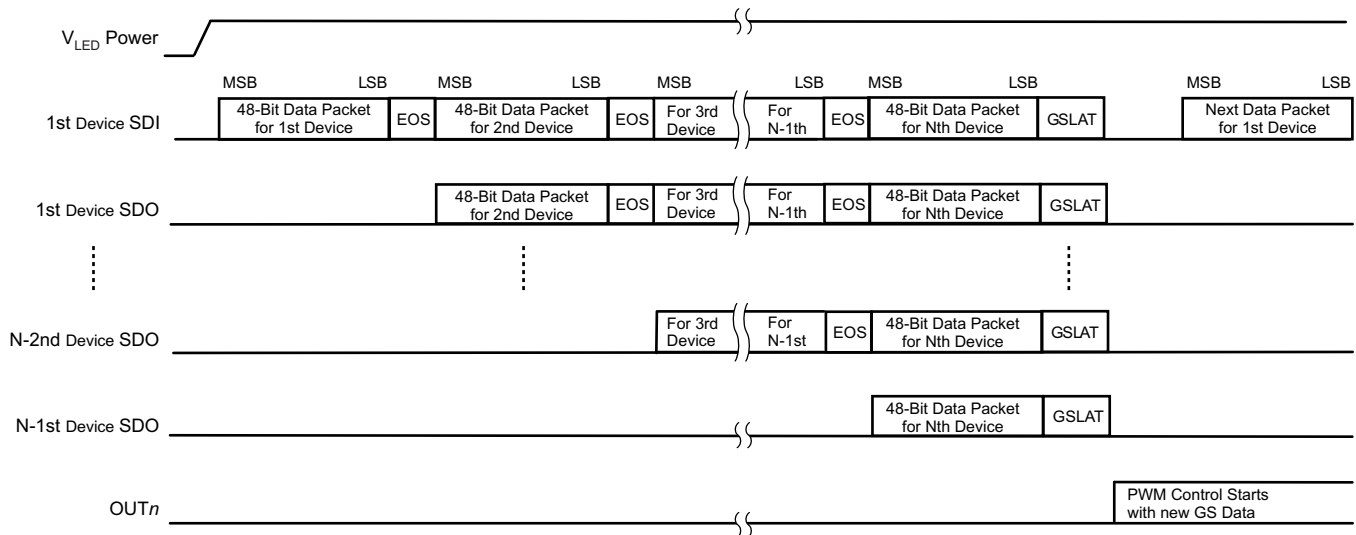 V_LED Power
MSB LSB MSB LSB MSB LSB MSB LSB MSB LSB
1st Device SDI
48-Bit Data Packet
for 1st Device
EOS
48-Bit Data Packet
for 2nd Device
EOS
For 3rd
Device
For
N-1th
EOS
48-Bit Data Packet
for Nth Device
GSLAT
Next Data Packet
for 1st Device
1st Device SDO
48-Bit Data Packet
for 2nd Device
EOS
For 3rd
Device
For
N-1th
EOS
48-Bit Data Packet
for Nth Device
GSLAT
N-2nd Device SDO
For 3rd
Device
For
N-1st
EOS
48-Bit Data Packet
for Nth Device
GSLAT
N-1st Device SDO
48-Bit Data Packet
for Nth Device
GSLAT
OUTn
PWM Control Starts
with new GS Data